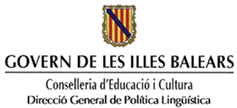 GOVERN DE LES ILLES BALEARS
Conselleria d'Educació i Cultura
Direcció General de Política Lingüística